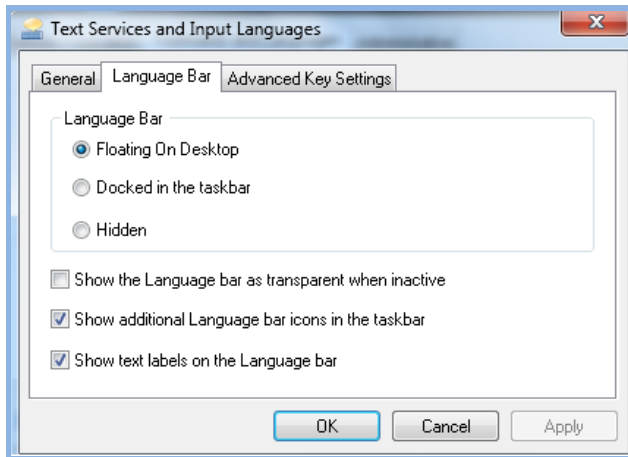 Text Services and Input Languages
General
Language Bar
Advanced Key Settings
Language Bar
Floating On Desktop
Docked in the taskbar
Hidden
Show the Language bar as transparent when inactive
Show additional Language bar icons in the taskbar
Show text labels on the Language bar
OK
Cancel
Apply